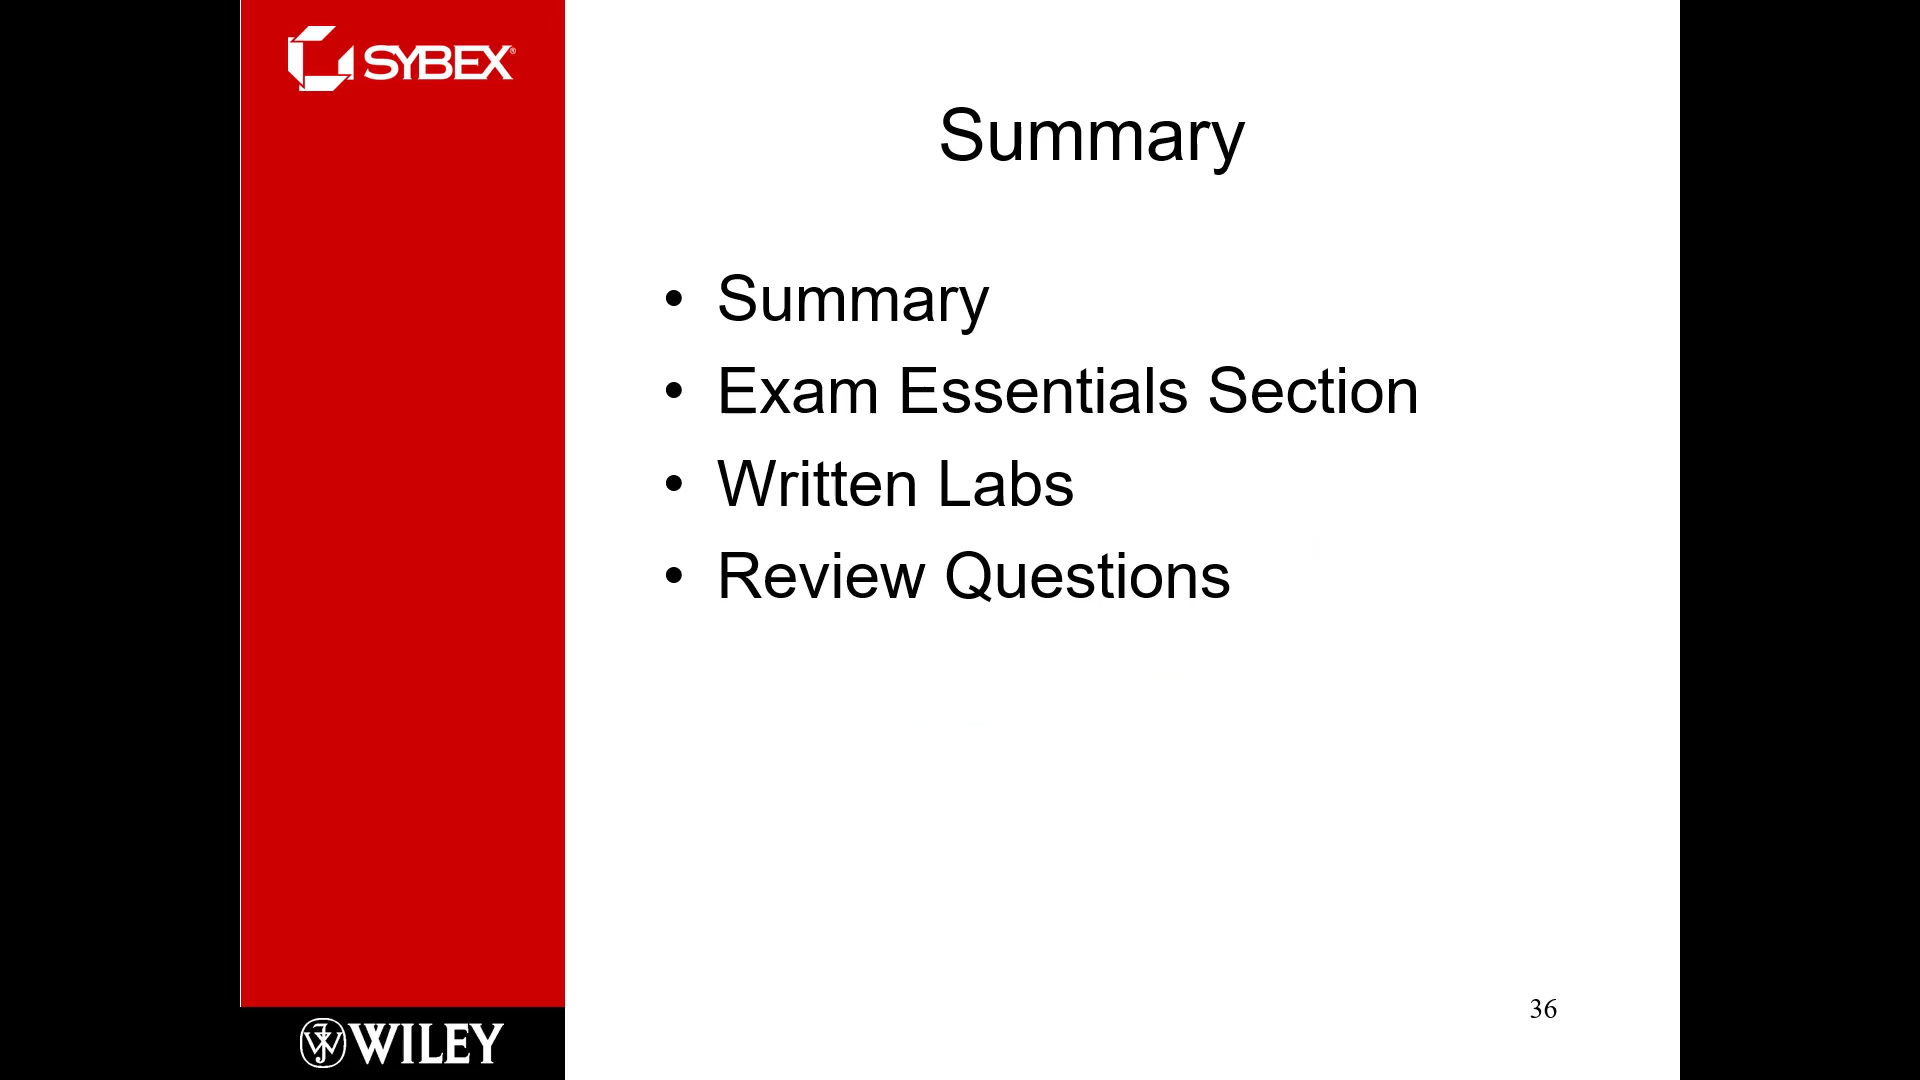 SYBEX®
Summary
• Summary
• Exam Essentials Section
• Written Labs
• Review Questions
36
WILEY